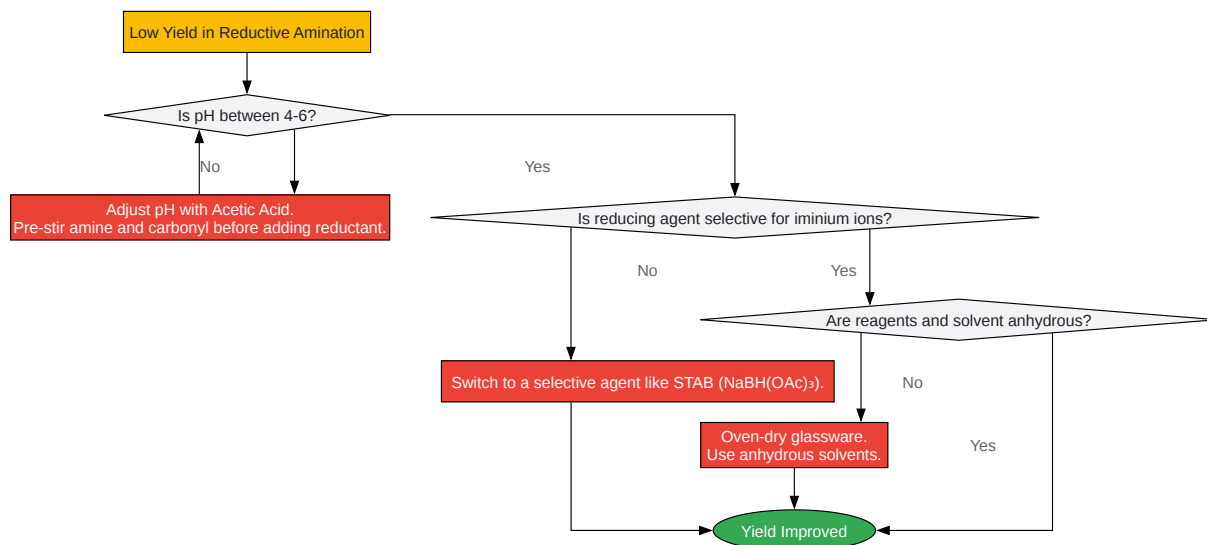 Low Yield in Reductive Amination
Is pH between 4-6?
No
Yes
Adjust pH with Acetic Acid.
Pre-stir amine and carbonyl before adding reductant.
Is reducing agent selective for iminium ions?
No
Yes
Are reagents and solvent anhydrous?
Switch to a selective agent like STAB (NaBH(OAc)₃).
No
Oven-dry glassware.
Use anhydrous solvents.
Yes
Yield Improved